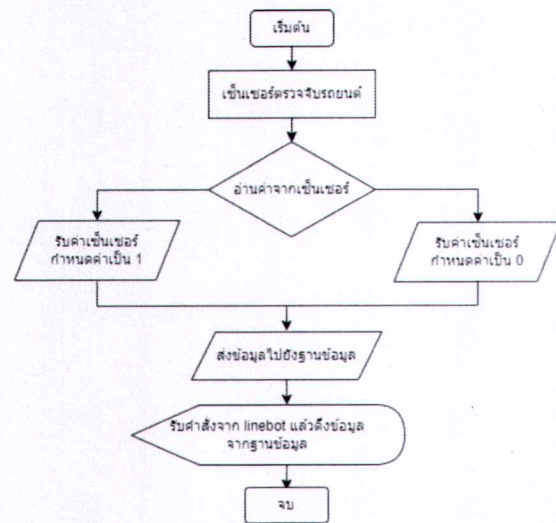 เริ่มต้น
เซ็นเซอร์ตรวจจับรถยนต์
อ่านค่าจากเซ็นเซอร์
รับค่าเซ็นเซอร์
กำหนดค่าเป็น 1
รับค่าเซ็นเซอร์
กำหนดค่าเป็น 0
ส่งข้อมูลไปยังฐานข้อมูล
รับคำสั่งจาก linebot แล้วดึงข้อมูล
จากฐานข้อมูล
จบ